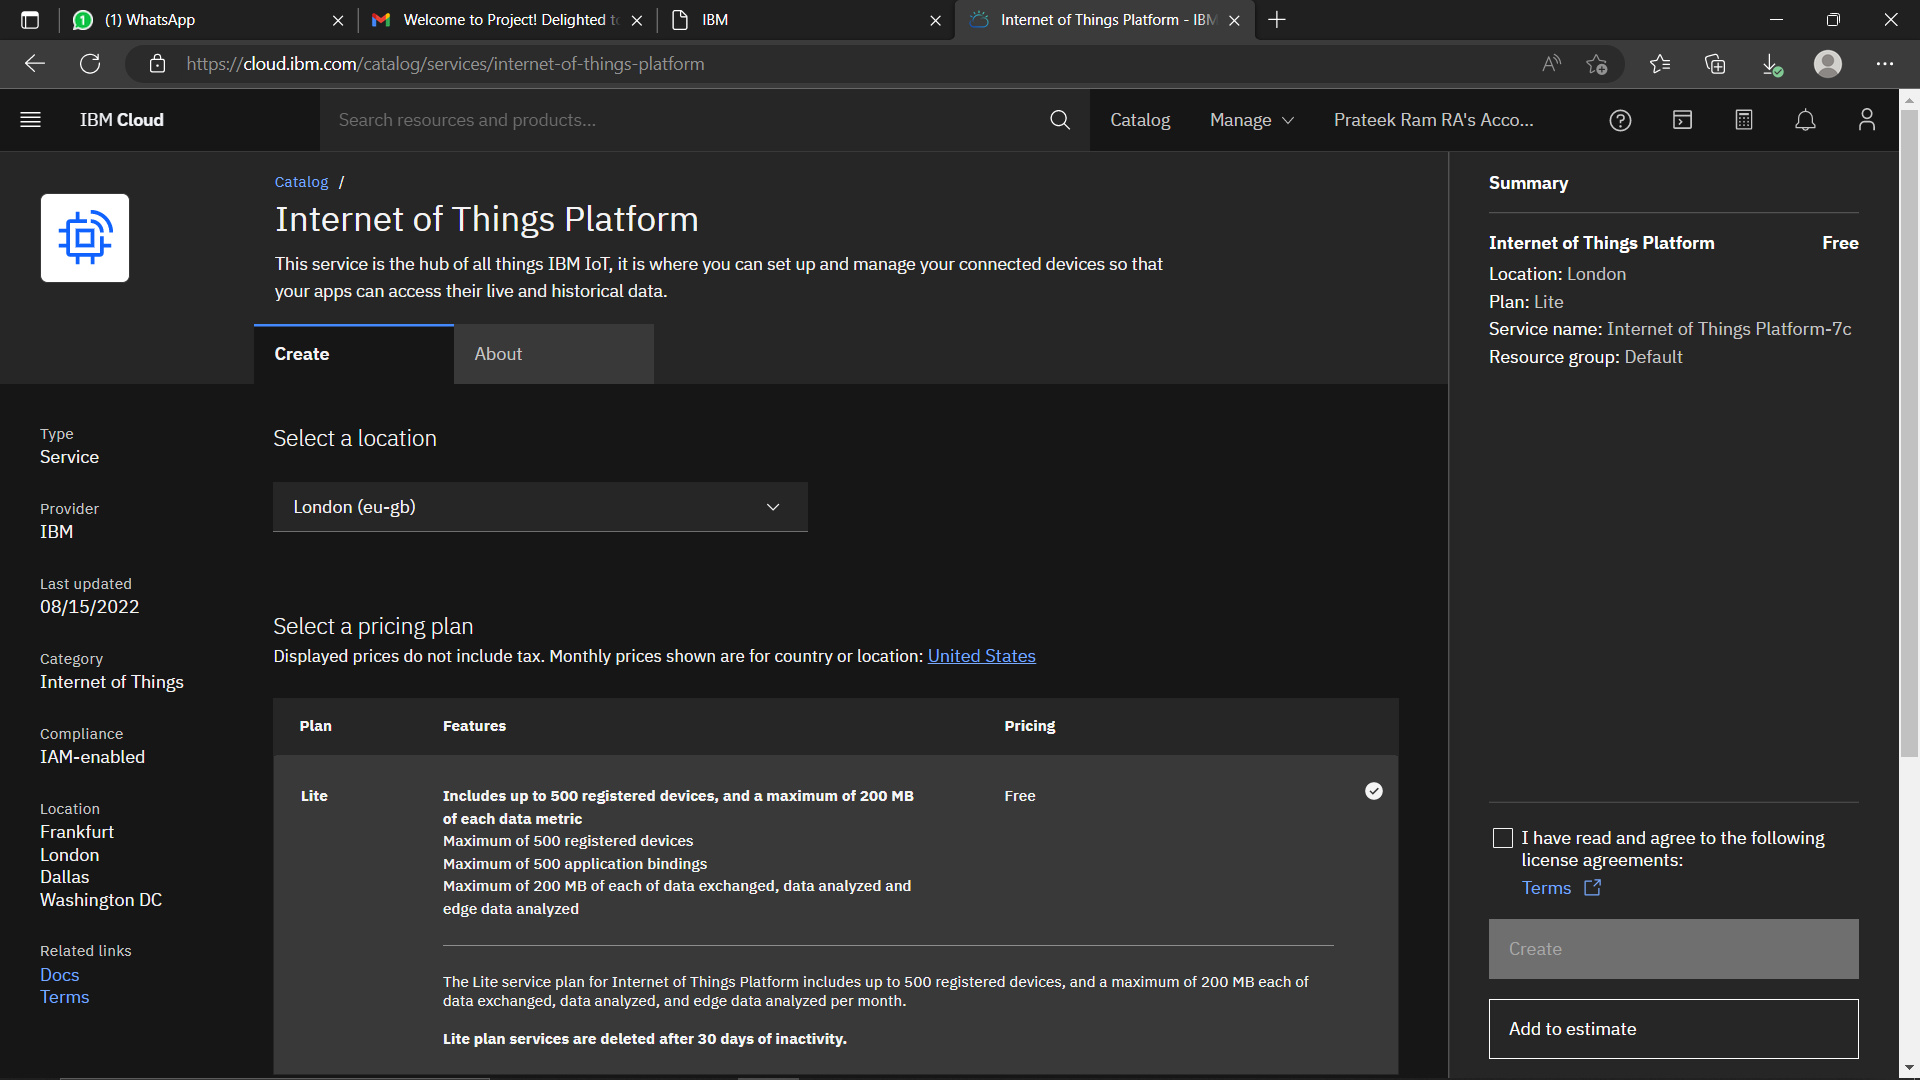 (1) WhatsApp
Welcome to Project! Delighted to
IBM
Internet of Things Platform - IBM
https://cloud.ibm.com/catalog/services/internet-of-things-platform
IBM Cloud
Search resources and products...
Catalog
Manage
Prateek Ram RA's Acco...
Catalog /
Internet of Things Platform
This service is the hub of all things IBM IoT, it is where you can set up and manage your connected devices so that
your apps can access their live and historical data.
Create
About
Type
Service
Provider
IBM
Last updated
08/15/2022
Category
Internet of Things
Compliance
IAM-enabled
Location
Frankfurt
London
Dallas
Washington DC
Related links
Docs
Terms
Select a location
London (eu-gb)
Select a pricing plan
Displayed prices do not include tax. Monthly prices shown are for country or location: United States
Plan
Features
Pricing
Lite
Includes up to 500 registered devices, and a maximum of 200 MB
of each data metric
Maximum of 500 registered devices
Maximum of 500 application bindings
Maximum of 200 MB of each of data exchanged, data analyzed and
edge data analyzed
Free
The Lite service plan for Internet of Things Platform includes up to 500 registered devices, and a maximum of 200 MB each of
data exchanged, data analyzed, and edge data analyzed per month.
Lite plan services are deleted after 30 days of inactivity.
Summary
Internet of Things Platform Free
Location: London
Plan: Lite
Service name: Internet of Things Platform-7c
Resource group: Default
I have read and agree to the following
license agreements:
Terms
Create
Add to estimate